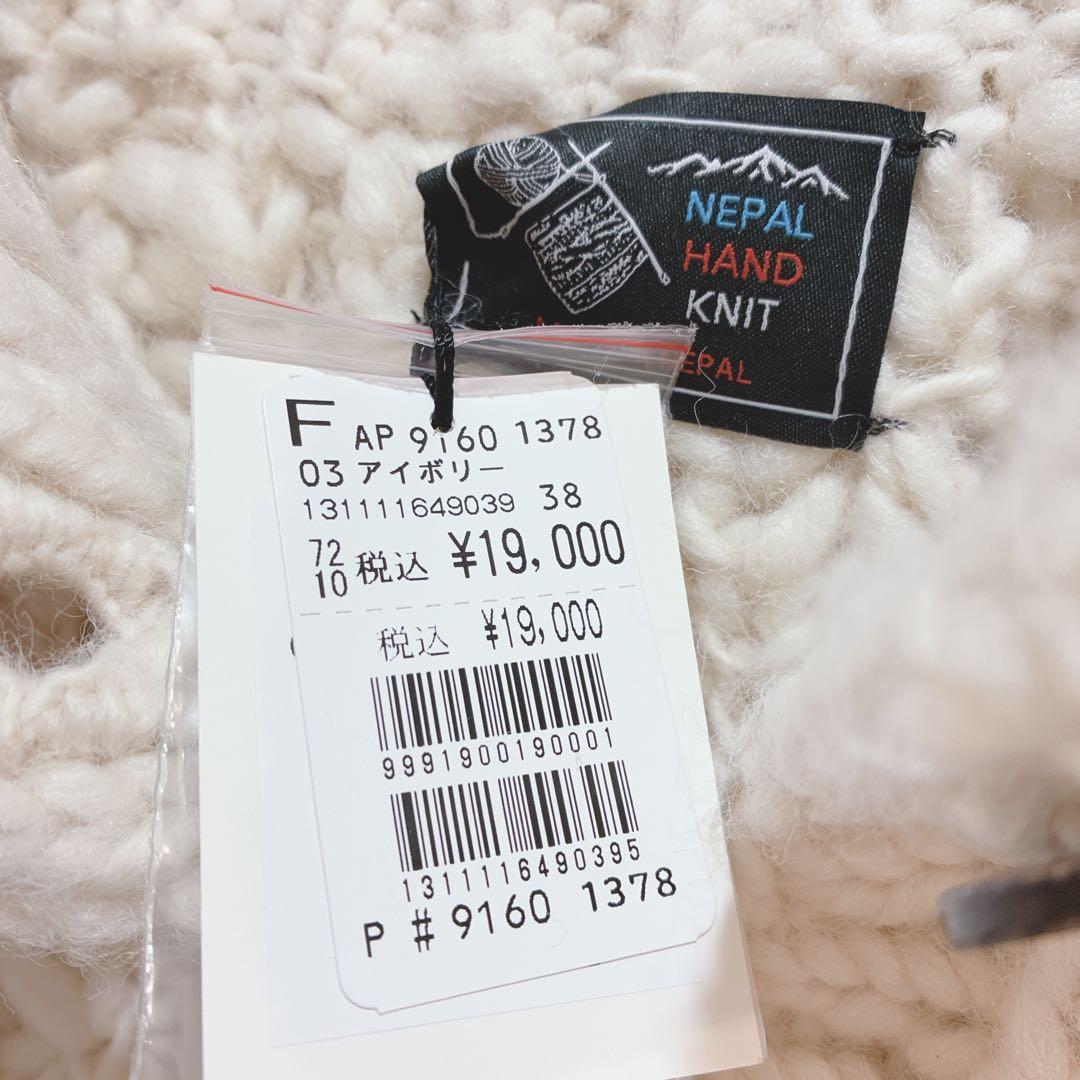 NEPAL
HAND
KNIT
EPAL
F AP 9160 1378
03 アイボリー
131111649039 38
72
10 税込 ¥19,000
税込 ¥19,000
9991900190001
1311116490395
P # 9160 1378